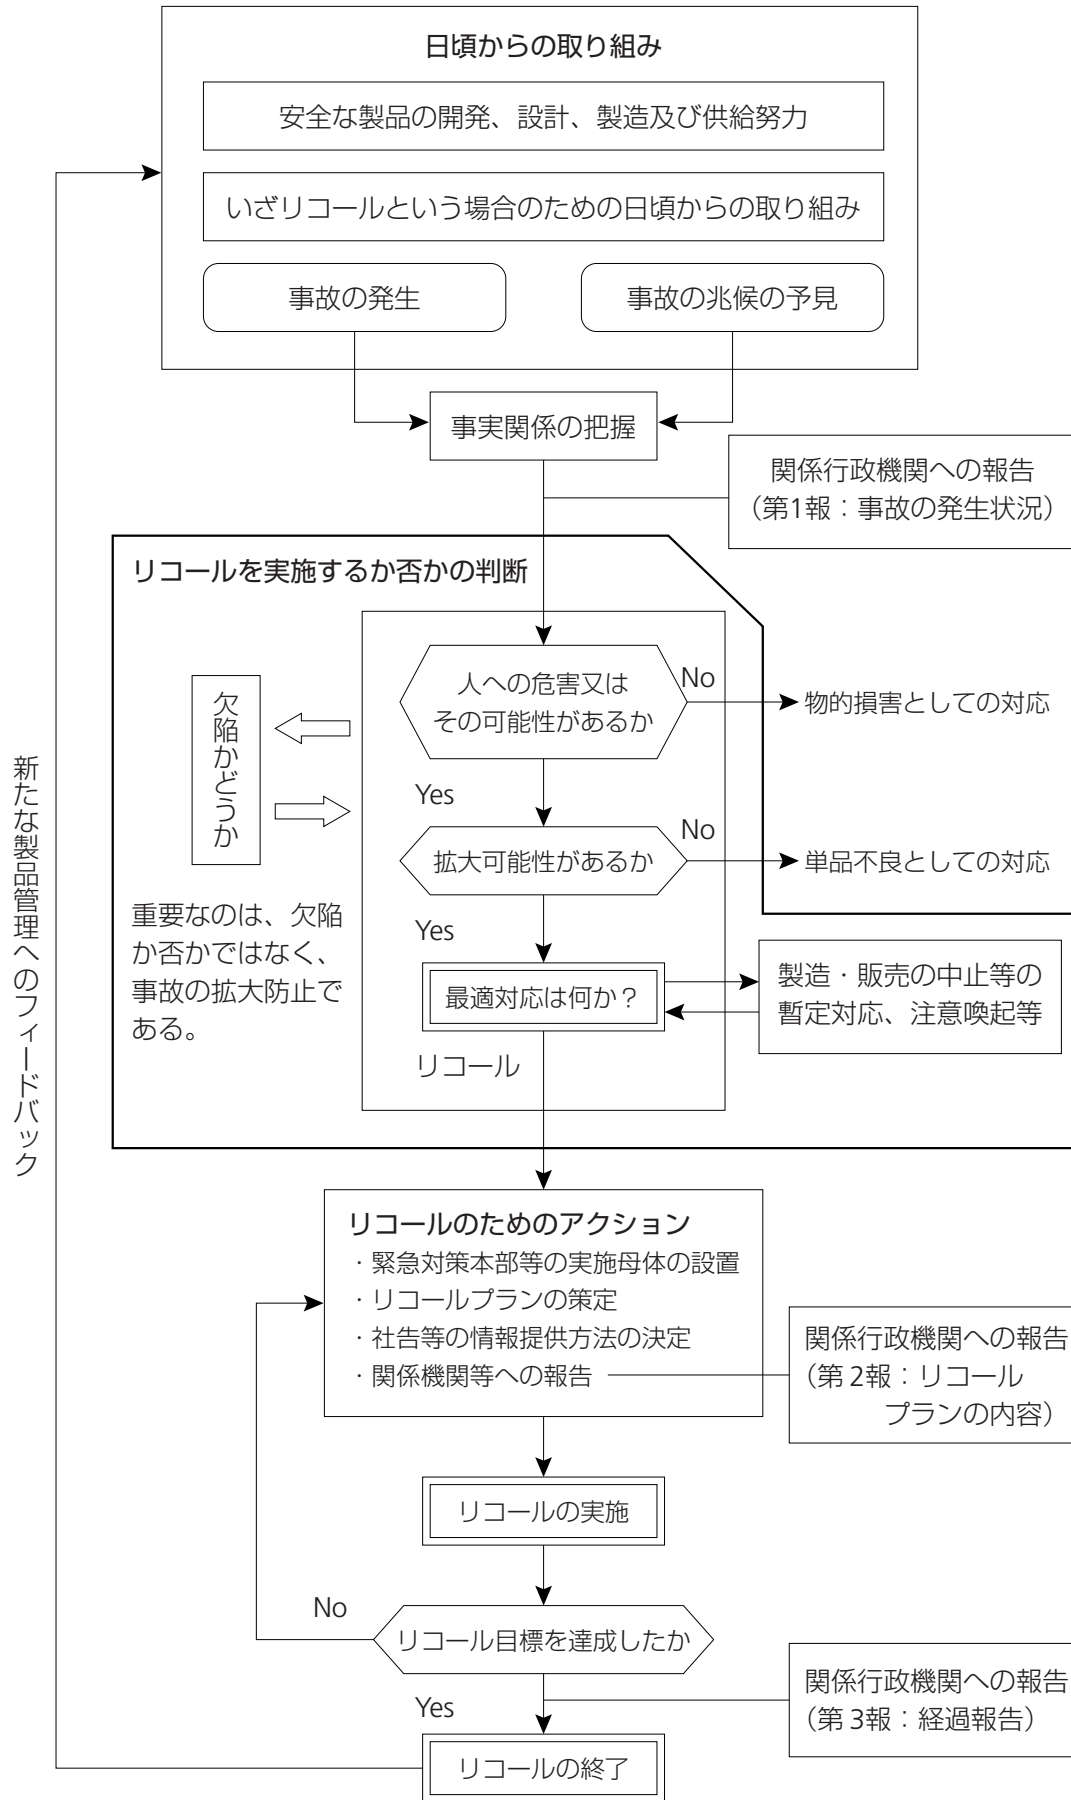 日頃からの取り組み
安全な製品の開発、設計、製造及び供給努力
いざリコールという場合のための日頃からの取り組み
事故の発生
事故の兆候の予見
事実関係の把握
関係行政機関への報告
（第1報：事故の発生状況）
リコールを実施するか否かの判断
人への危害又は
その可能性があるか
No
物的損害としての対応
欠陥かどうか
Yes
拡大可能性があるか
No
単品不良としての対応
重要なのは、欠陥
か否かではなく、
事故の拡大防止で
ある。
Yes
最適対応は何か？
製造・販売の中止等の
暫定対応、注意喚起等
リコール
新たな製品管理へのフィードバック
リコールのためのアクション
・緊急対策本部等の実施母体の設置
・リコールプランの策定
・社告等の情報提供方法の決定
・関係機関等への報告
関係行政機関への報告
（第2報：リコール
プランの内容）
リコールの実施
No
リコール目標を達成したか
Yes
関係行政機関への報告
（第3報：経過報告）
リコールの終了